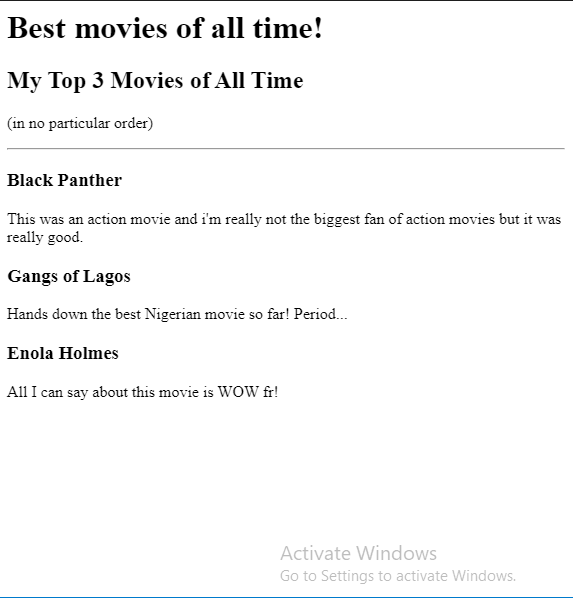 Best movies of all time!
My Top 3 Movies of All Time
(in no particular order)
Black Panther
This was an action movie and i'm really not the biggest fan of action movies but it was
really good.
Gangs of Lagos
Hands down the best Nigerian movie so far! Period...
Enola Holmes
All I can say about this movie is WOW fr!
Activate Windows
Go to Settings to activate Windows.